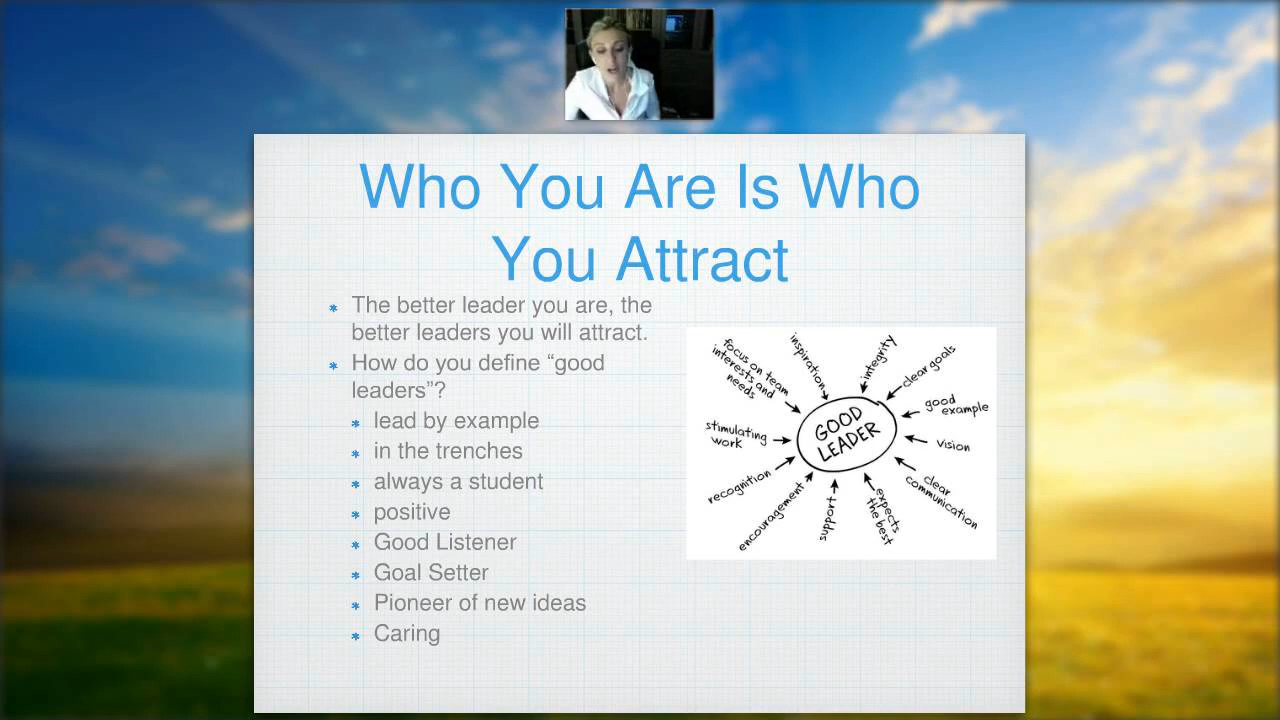 Who You Are Is Who
You Attract
The better leader you are, the
better leaders you will attract.
How do you define “good
leaders”?
lead by example
in the trenches
always a student
positive
Good Listener
Goal Setter
Pioneer of new ideas
Caring
focus on team
interests and
needs
inspiration
integrity
clear goals
good
example
vision
clear
communication
expects
the best
support
encouragement
recognition
stimulating
work
GOOD
LEADER